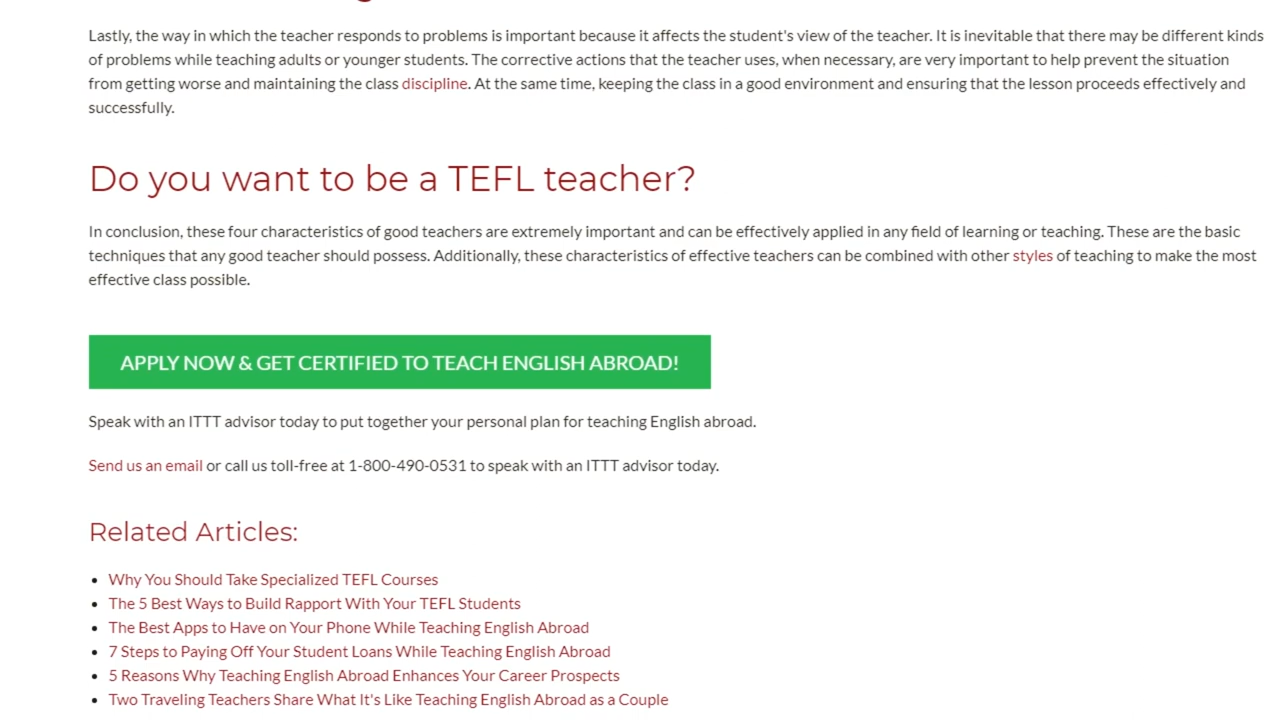 Lastly, the way in which the teacher responds to problems is important because it affects the student's view of the teacher. It is inevitable that there may be different kinds
of problems while teaching adults or younger students. The corrective actions that the teacher uses, when necessary, are very important to help prevent the situation
from getting worse and maintaining the class discipline. At the same time, keeping the class in a good environment and ensuring that the lesson proceeds effectively and
successfully.
Do you want to be a TEFL teacher?
In conclusion, these four characteristics of good teachers are extremely important and can be effectively applied in any field of learning or teaching. These are the basic
techniques that any good teacher should possess. Additionally, these characteristics of effective teachers can be combined with other styles of teaching to make the most
effective class possible.
APPLY NOW & GET CERTIFIED TO TEACH ENGLISH ABROAD!
Speak with an ITTT advisor today to put together your personal plan for teaching English abroad.
Send us an email or call us toll-free at 1-800-490-0531 to speak with an ITTT advisor today.
Related Articles:
• Why You Should Take Specialized TEFL Courses
• The 5 Best Ways to Build Rapport With Your TEFL Students
• The Best Apps to Have on Your Phone While Teaching English Abroad
• 7 Steps to Paying Off Your Student Loans While Teaching English Abroad
• 5 Reasons Why Teaching English Abroad Enhances Your Career Prospects
• Two Traveling Teachers Share What It's Like Teaching English Abroad as a Couple